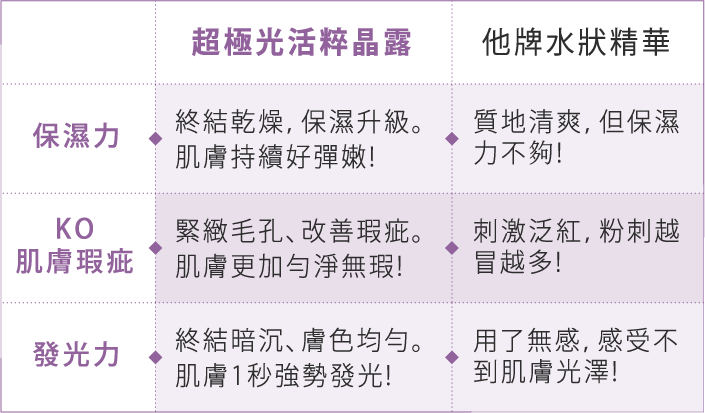 超極光活粹晶露
他牌水狀精華
保濕力
終結乾燥,保濕升級。
肌膚持續好彈嫩!
質地清爽,但保濕
力不夠!
KO
肌膚瑕疵
緊緻毛孔、改善瑕疵。
肌膚更加勻淨無瑕!
刺激泛紅,粉刺越
冒越多!
發光力
終結暗沉、膚色均勻。
肌膚1秒強勢發光!
用了無感,感受不
到肌膚光澤!